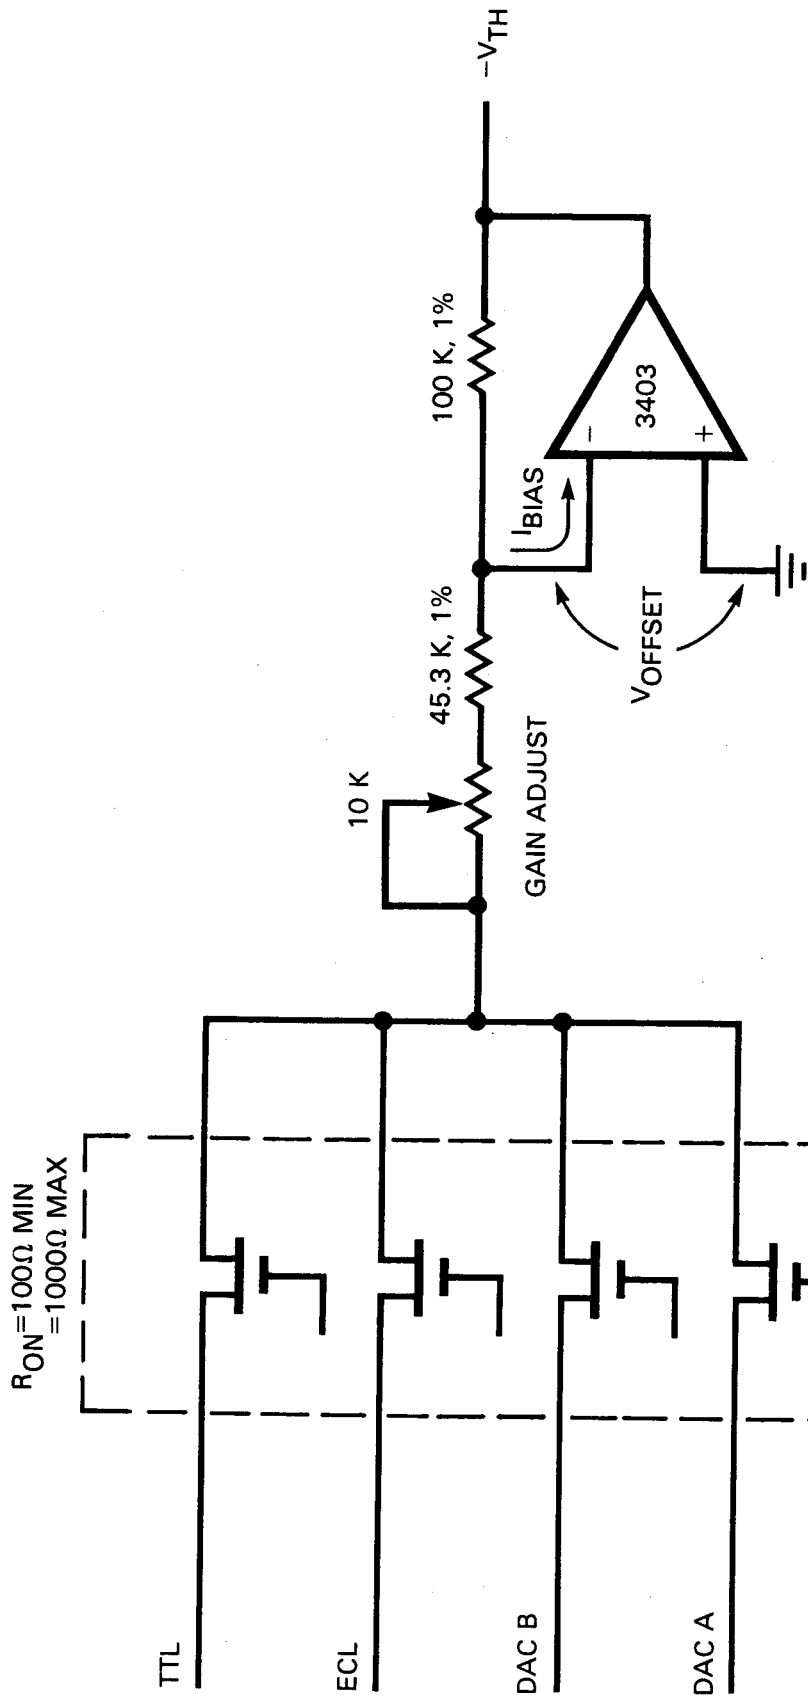 R_ON=100Ω MIN
=1000Ω MAX
TTL
ECL
DAC B
DAC A
10 K
GAIN ADJUST
45.3 K, 1%
100 K, 1%
I_BIAS
V_OFFSET
3403
−
+
−V_TH